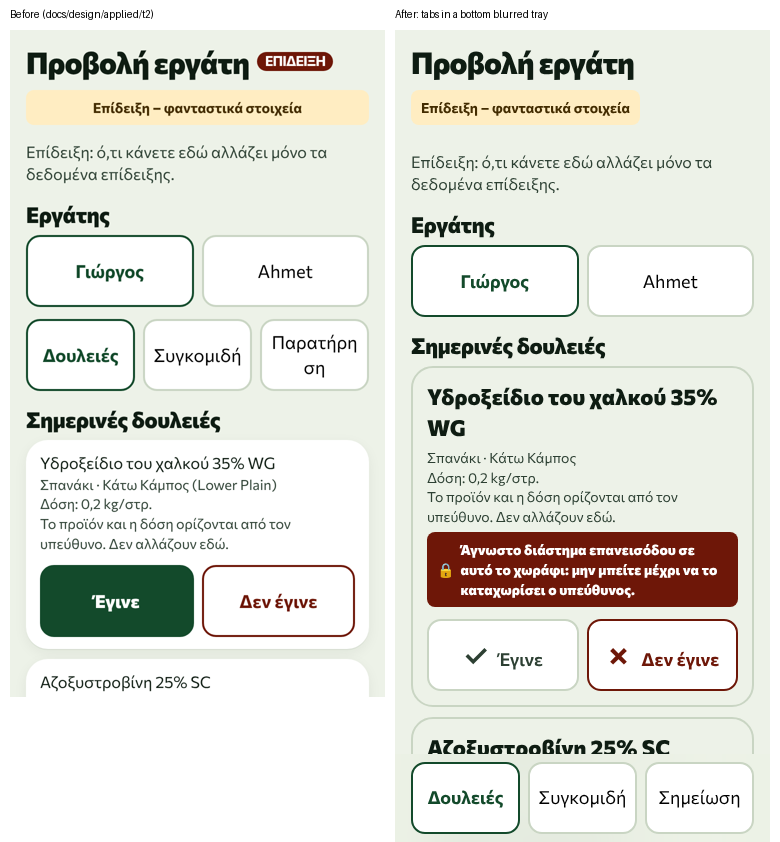 Before (docs/design/applied/t2)
Προβολή εργάτη ΕΠΙΔΕΙΞΗ
Επίδειξη – φανταστικά στοιχεία
Επίδειξη: ό,τι κάνετε εδώ αλλάζει μόνο τα
δεδομένα επίδειξης.
Εργάτης
Γιώργος Ahmet
Δουλειές Συγκομιδή Παρατήρη
ση
Σημερινές δουλειές
Υδροξείδιο του χαλκού 35% WG
Σπανάκι · Κάτω Κάμπος (Lower Plain)
Δόση: 0,2 kg/στρ.
Το προϊόν και η δόση ορίζονται από τον
υπεύθυνο. Δεν αλλάζουν εδώ.
Έγινε Δεν έγινε
Αζοξυστροβίνη 25% SC
After: tabs in a bottom blurred tray
Προβολή εργάτη
Επίδειξη – φανταστικά στοιχεία
Επίδειξη: ό,τι κάνετε εδώ αλλάζει μόνο τα
δεδομένα επίδειξης.
Εργάτης
Γιώργος Ahmet
Σημερινές δουλειές
Υδροξείδιο του χαλκού 35%
WG
Σπανάκι · Κάτω Κάμπος
Δόση: 0,2 kg/στρ.
Το προϊόν και η δόση ορίζονται από τον
υπεύθυνο. Δεν αλλάζουν εδώ.
Άγνωστο διάστημα επανεισόδου σε
αυτό το χωράφι: μην μπείτε μέχρι να το
καταχωρίσει ο υπεύθυνος.
Έγινε Δεν έγινε
Αζοξυστροβίνη 25% SC
Δουλειές Συγκομιδή Σημείωση